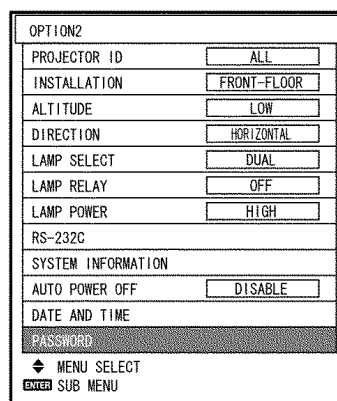 OPTION2
PROJECTOR ID ALL
INSTALLATION FRONT-FLOOR
ALTITUDE LOW
DIRECTION HORIZONTAL
LAMP SELECT DUAL
LAMP RELAY OFF
LAMP POWER HIGH
RS-232C
SYSTEM INFORMATION
AUTO POWER OFF DISABLE
DATE AND TIME
PASSWORD
MENU SELECT
ENTER SUB MENU